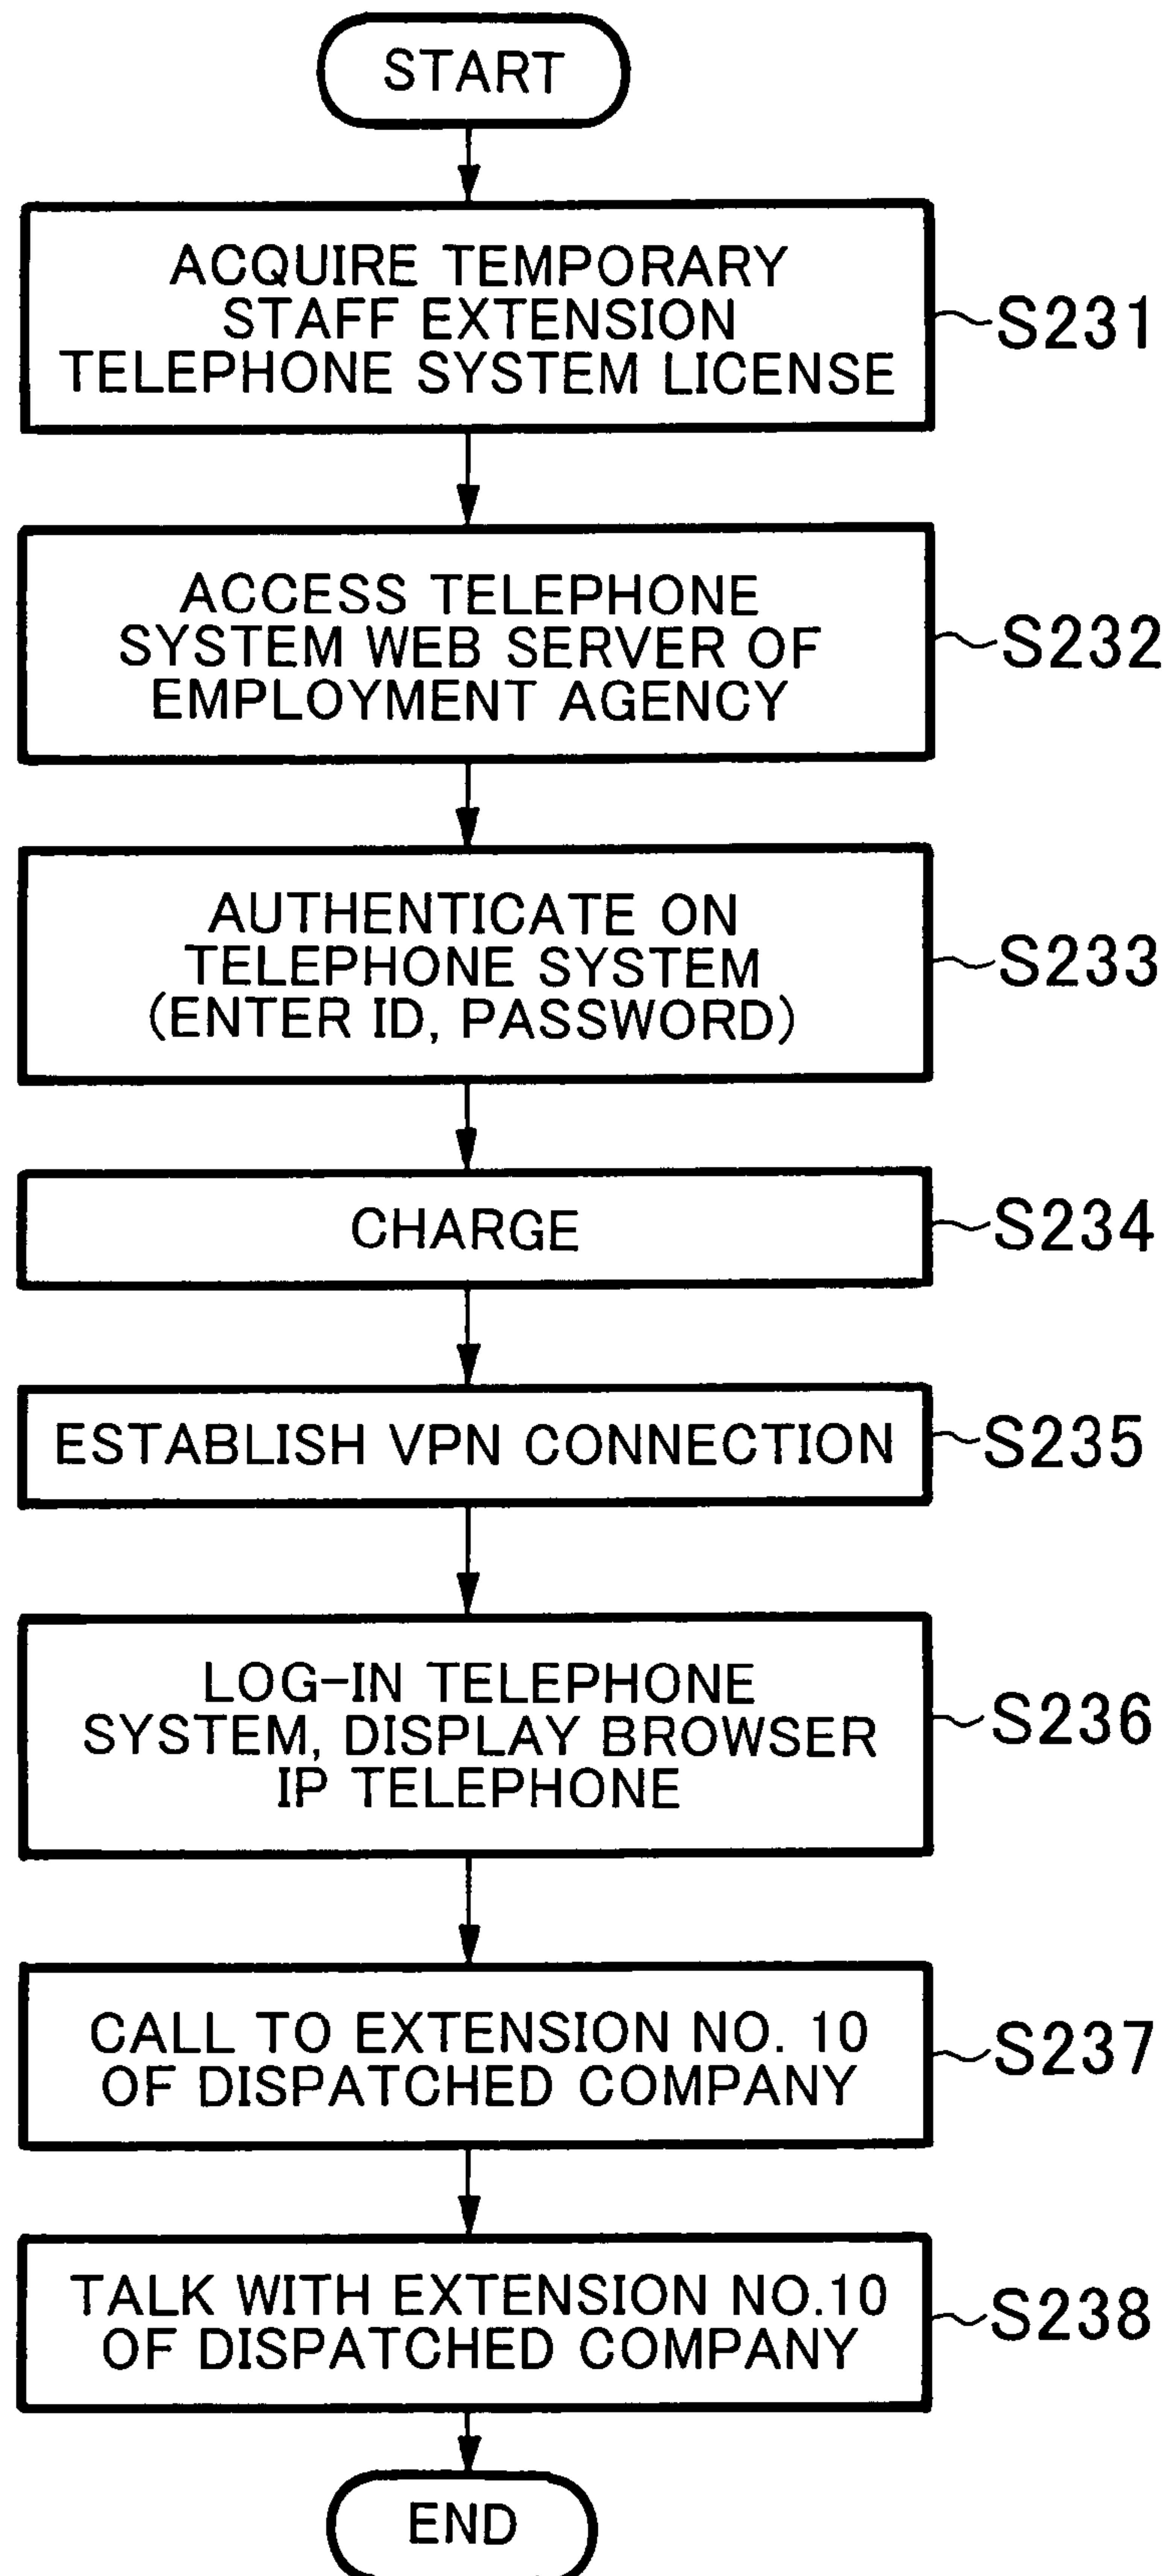 START
ACQUIRE TEMPORARY
STAFF EXTENSION
TELEPHONE SYSTEM LICENSE
S231
ACCESS TELEPHONE
SYSTEM WEB SERVER OF
EMPLOYMENT AGENCY
S232
AUTHENTICATE ON
TELEPHONE SYSTEM
(ENTER ID, PASSWORD)
S233
CHARGE
S234
ESTABLISH VPN CONNECTION
S235
LOG-IN TELEPHONE
SYSTEM, DISPLAY BROWSER
IP TELEPHONE
S236
CALL TO EXTENSION NO. 10
OF DISPATCHED COMPANY
S237
TALK WITH EXTENSION NO.10
OF DISPATCHED COMPANY
S238
END